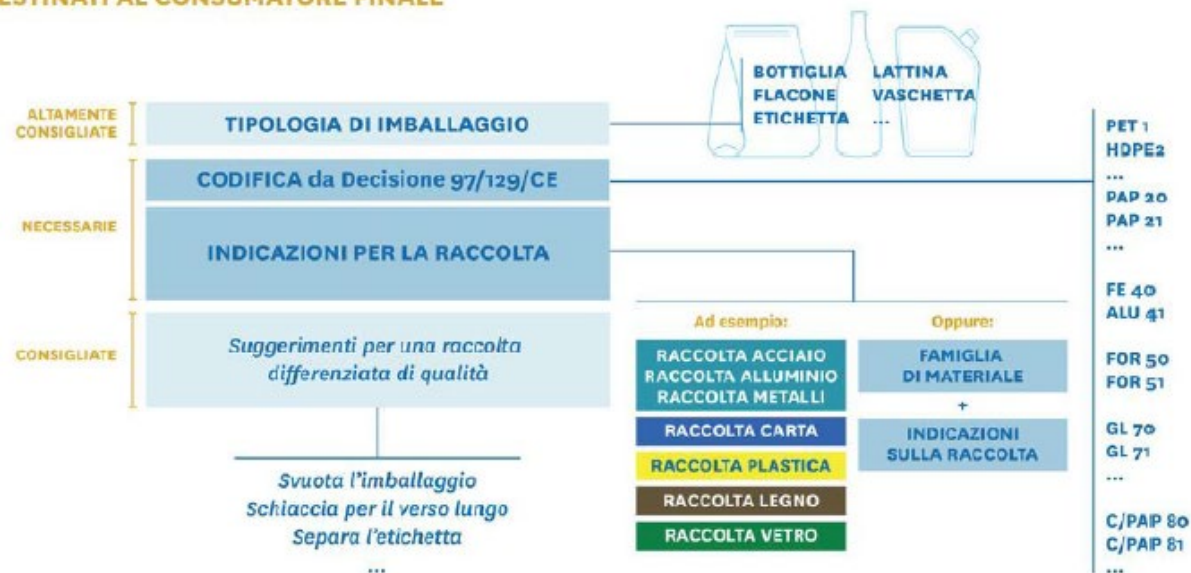 DESTINATI AL CONSUMATORE FINALE
ALTAMENTE
CONSIGLIATE
TIPOLOGIA DI IMBALLAGGIO
BOTTIGLIA LATTINA
FLACONE VASCHETTA
ETICHETTA ...
NECESSARIE
CODIFICA da Decisione 97/129/CE
INDICAZIONI PER LA RACCOLTA
CONSIGLIATE
Suggerimenti per una raccolta
differenziata di qualità
Svuota l'imballaggio
Schiaccia per il verso lungo
Separa l'etichetta
...
Ad esempio:
RACCOLTA ACCIAIO
RACCOLTA ALLUMINIO
RACCOLTA METALLI
RACCOLTA CARTA
RACCOLTA PLASTICA
RACCOLTA LEGNO
RACCOLTA VETRO
Oppure:
FAMIGLIA
DI MATERIALE
+
INDICAZIONI
SULLA RACCOLTA
PET 1
HDPE2
...
PAP 20
PAP 21
...
FE 40
ALU 41
FOR 50
FOR 51
GL 70
GL 71
...
C/PAP 80
C/PAP 81
...